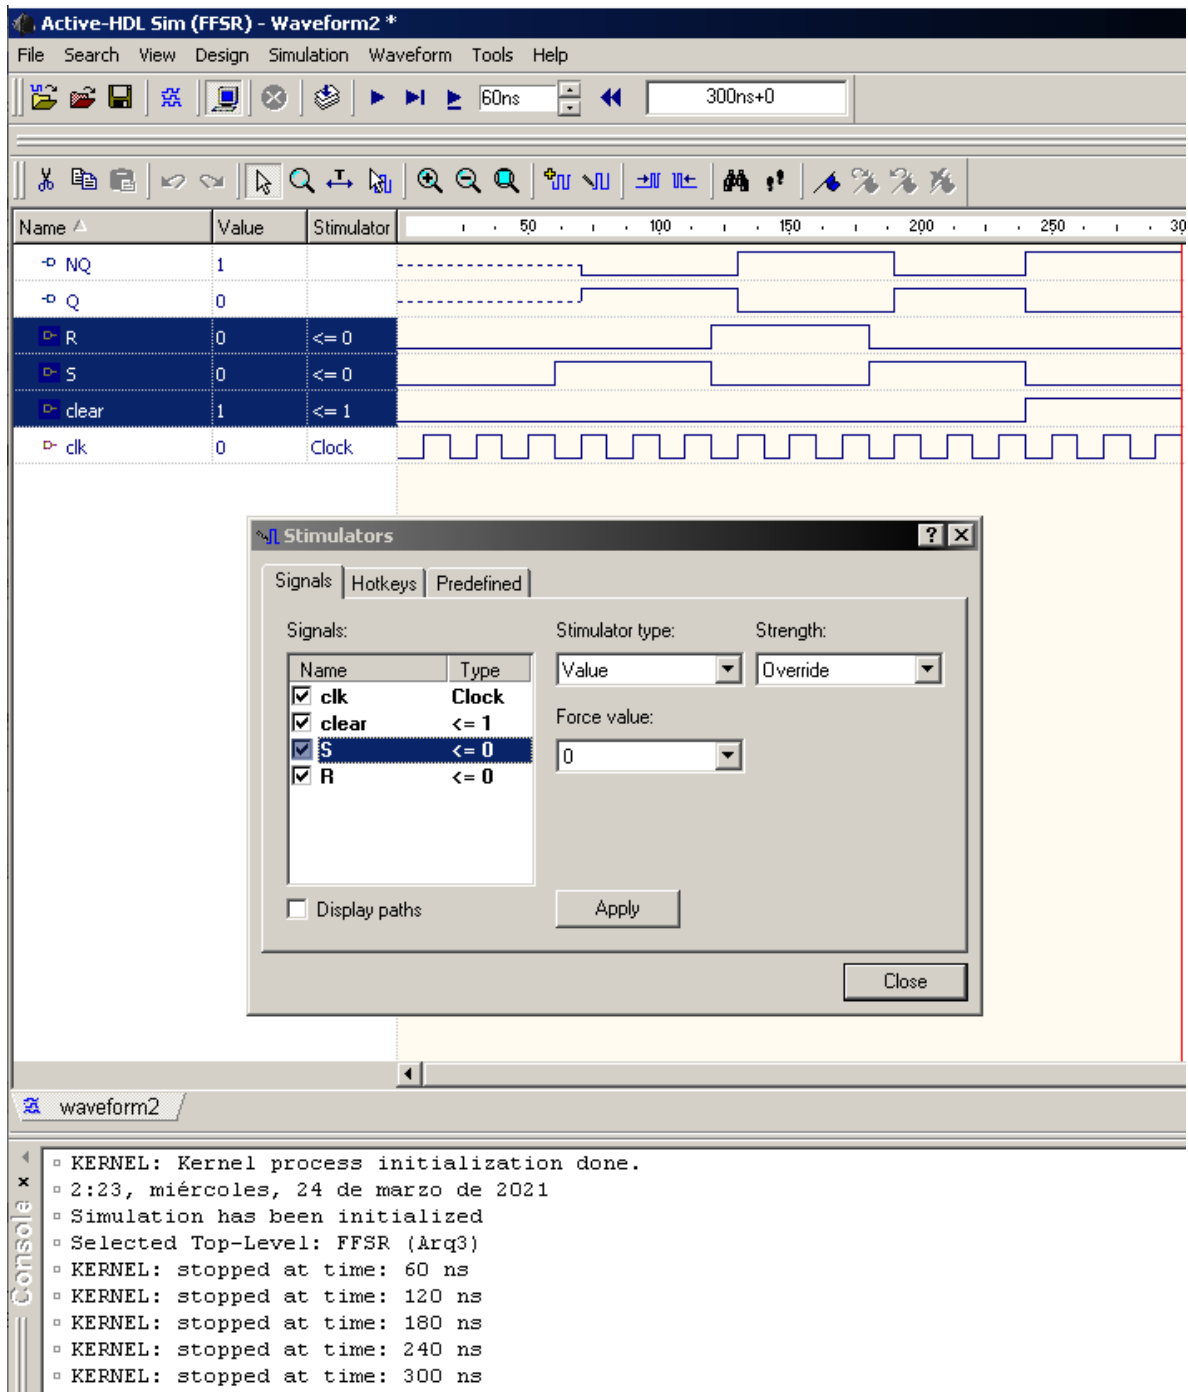 Active-HDL Sim (FFSR) - Waveform2 *
File Search View Design Simulation Waveform Tools Help
60ns 300ns+0
Name Value Stimulator 50 100 150 200 250 30
NQ 1
Q 0
R 0 <= 0
S 0 <= 0
clear 1 <= 1
clk 0 Clock
Stimulators
Signals Hotkeys Predefined
Signals: Stimulator type: Strength:
Name Type Value Override
clk Clock
clear <= 1 Force value:
S <= 0 0
R <= 0
Display paths Apply
Close
waveform2
Console
KERNEL: Kernel process initialization done.
2:23, miércoles, 24 de marzo de 2021
Simulation has been initialized
Selected Top-Level: FFSR (Arq3)
KERNEL: stopped at time: 60 ns
KERNEL: stopped at time: 120 ns
KERNEL: stopped at time: 180 ns
KERNEL: stopped at time: 240 ns
KERNEL: stopped at time: 300 ns